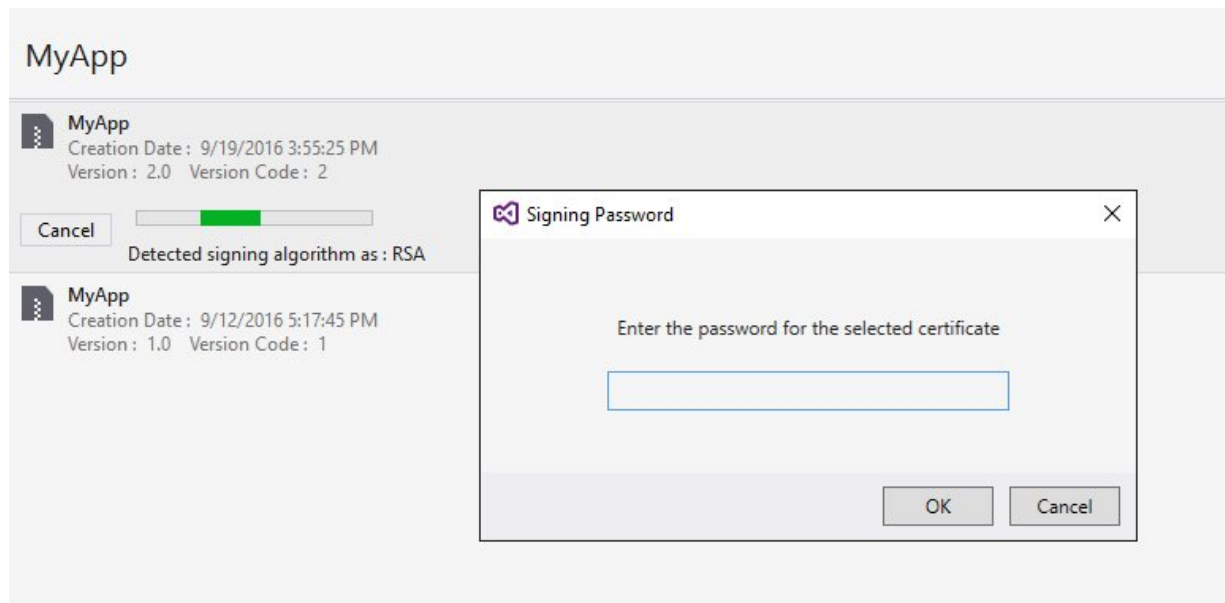 MyApp
MyApp
Creation Date : 9/19/2016 3:55:25 PM
Version : 2.0 Version Code : 2
Cancel
Detected signing algorithm as : RSA
MyApp
Creation Date : 9/12/2016 5:17:45 PM
Version : 1.0 Version Code : 1
Signing Password
Enter the password for the selected certificate
OK Cancel